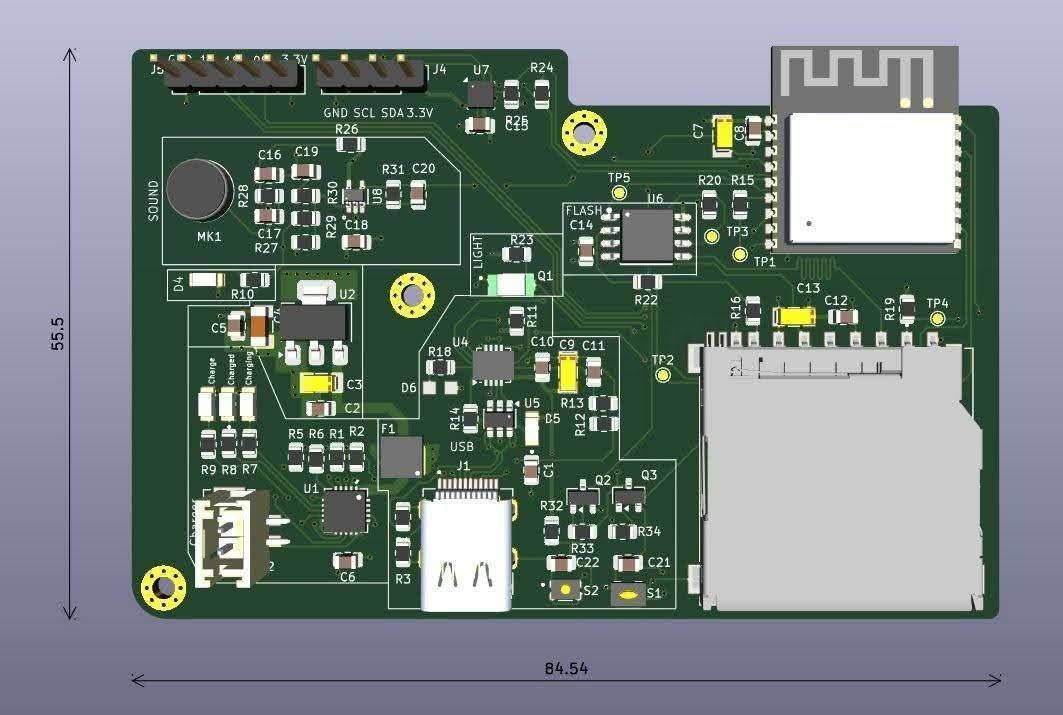 J5
3.3V
J4
U7
R24
C15
GND SCL SDA 3.3V
R26
C7
C8
C16
C19
R31
C20
TP5
SOUND
R28
R30
U8
R20
R15
FLASH
U6
C14
C17
C18
R29
R27
MK1
TP3
TP1
LIGHT
R23
Q1
D4
R10
U2
R22
C13
R16
C12
R19
TP4
C5
C4
R11
U4
C10
C9
C11
55.5
R18
TP2
Charge
Charged
Charging
C3
D6
C2
R13
R14
U5
D5
R12
R5
R6
R1
R2
F1
USB
R9
R8
R7
J1
C1
Q2
Q3
U1
R32
R34
R33
C22
C21
C6
R3
S2
S1
84.54